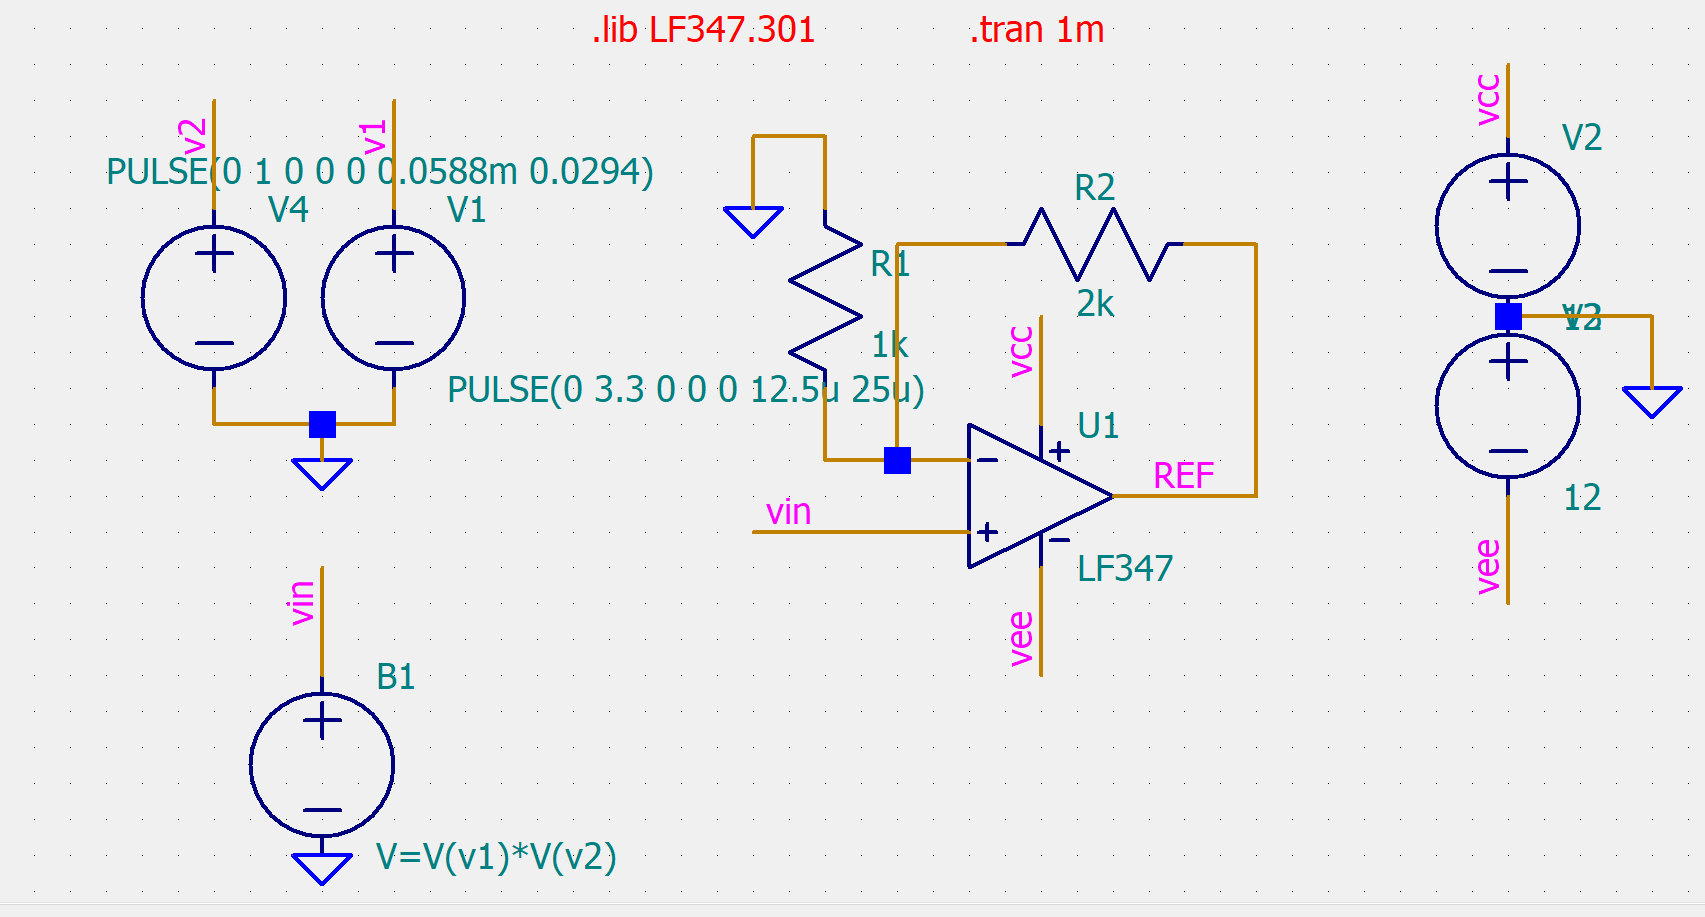 .lib LF347.301
.tran 1m
v2
v1
PULSE(0 1 0 0 0 0.0588m 0.0294)
V4
V1
R1
1k
PULSE(0 3.3 0 0 0 12.5u 25u)
R2
2k
vcc
U1
REF
vin
LF347
vee
vcc
V2
12
vee
vin
B1
V=V(v1)*V(v2)